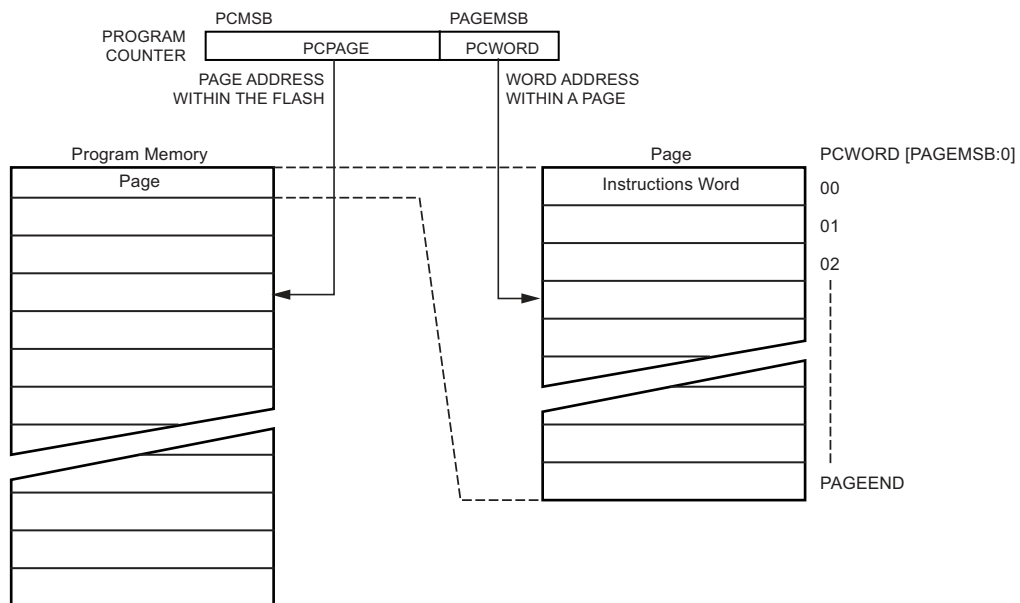 PCMSB PAGEMSB
PROGRAM
COUNTER
PCPAGE PCWORD
PAGE ADDRESS
WITHIN THE FLASH
WORD ADDRESS
WITHIN A PAGE
Program Memory
Page
Page
Instructions Word
PCWORD [PAGEMSB:0]
00
01
02
PAGEEND